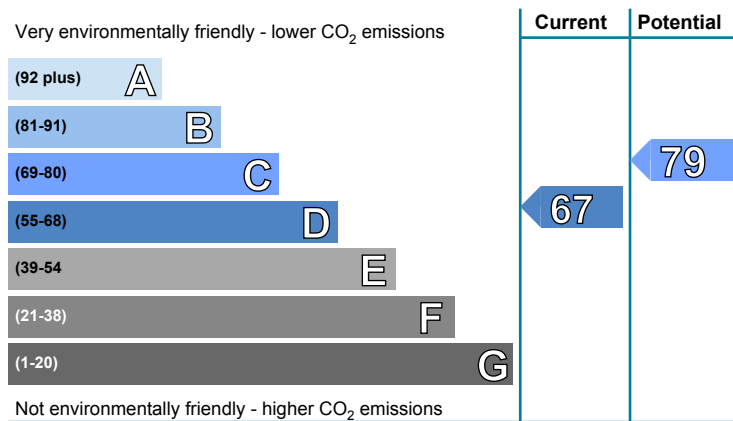 Current Potential
Very environmentally friendly - lower CO2 emissions
(92 plus) A
(81-91) B
(69-80) C
79
(55-68) D
67
(39-54 E
(21-38) F
(1-20) G
Not environmentally friendly - higher CO2 emissions